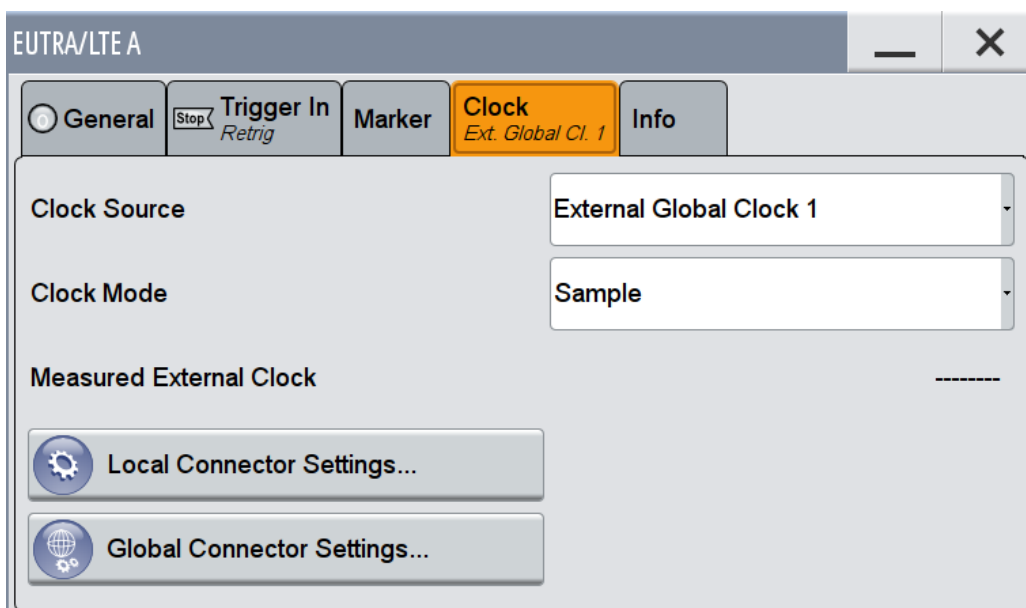 EUTRA/LTE A
General
Stop
Trigger In
Retrig
Marker
Clock
Ext. Global Cl. 1
Info
Clock Source
External Global Clock 1
Clock Mode
Sample
Measured External Clock
--------
Local Connector Settings...
Global Connector Settings...